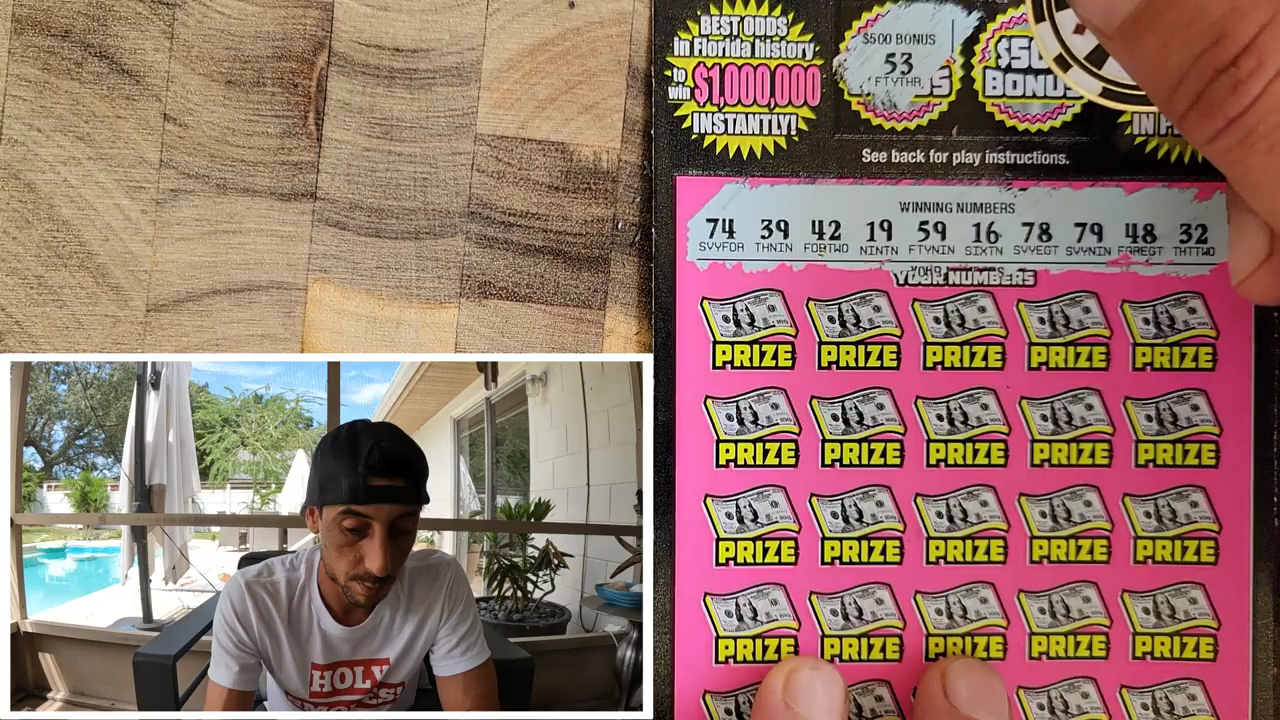 BEST ODDS
in Florida history
to win $1,000,000
INSTANTLY!
$500 BONUS
53
FTYTHR
BONUS
See back for play instructions.
WINNING NUMBERS
74 39 42 19 59 16 78 79 48 32
SVYFOR THNIN FORTWO NINTN FTYNIN SIXTN SVYEGT SVYNIN FOREGT THTTWO
YOUR NUMBERS
PRIZE PRIZE PRIZE PRIZE PRIZE
PRIZE PRIZE PRIZE PRIZE PRIZE
PRIZE PRIZE PRIZE PRIZE PRIZE
PRIZE PRIZE PRIZE PRIZE PRIZE
HOLY